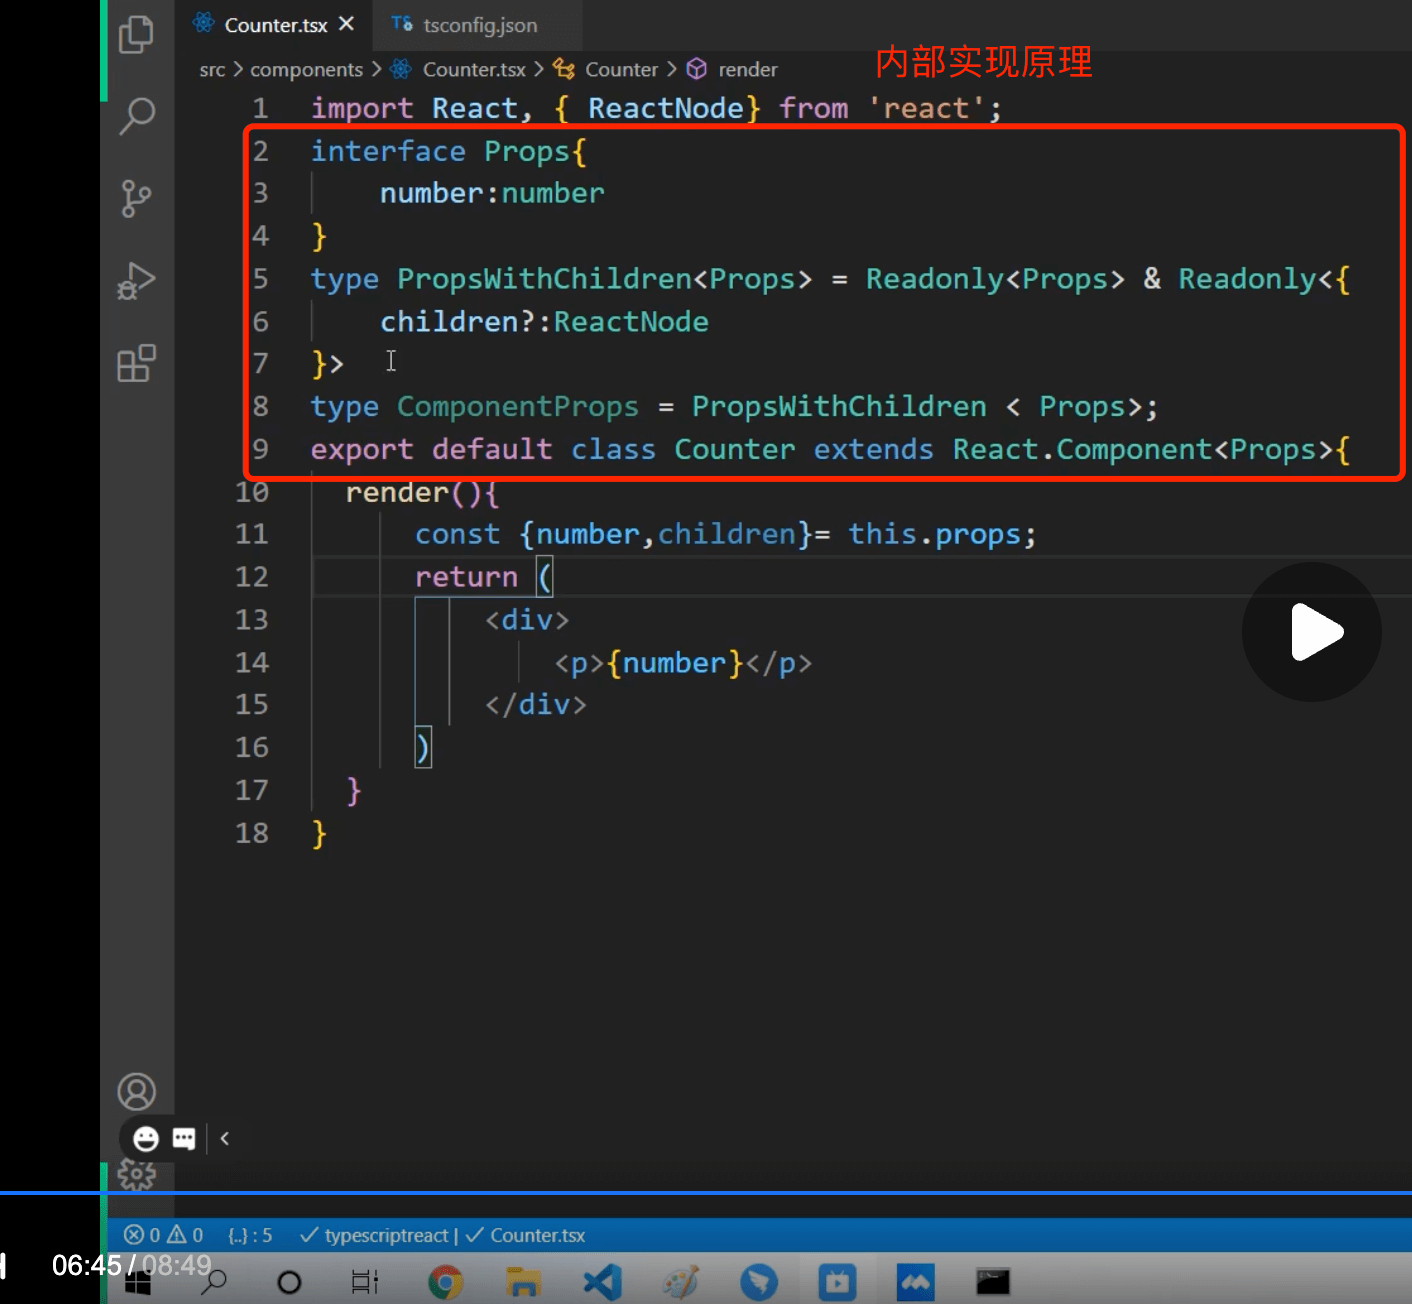 Counter.tsx ✕ TS tsconfig.json
src > components > Counter.tsx > Counter > render
内部实现原理
1 import React, { ReactNode} from 'react';
2 interface Props{
3 number:number
4 }
5 type PropsWithChildren<Props> = Readonly<Props> & Readonly<{
6 children?:ReactNode
7 }>
8 type ComponentProps = PropsWithChildren < Props>;
9 export default class Counter extends React.Component<Props>{
10 render(){
11 const {number,children}= this.props;
12 return (
13 <div>
14 <p>{number}</p>
15 </div>
16 )
17 }
18 }
0 0 {..} : 5 ✓ typescriptreact | ✓ Counter.tsx
06:45 / 08:49